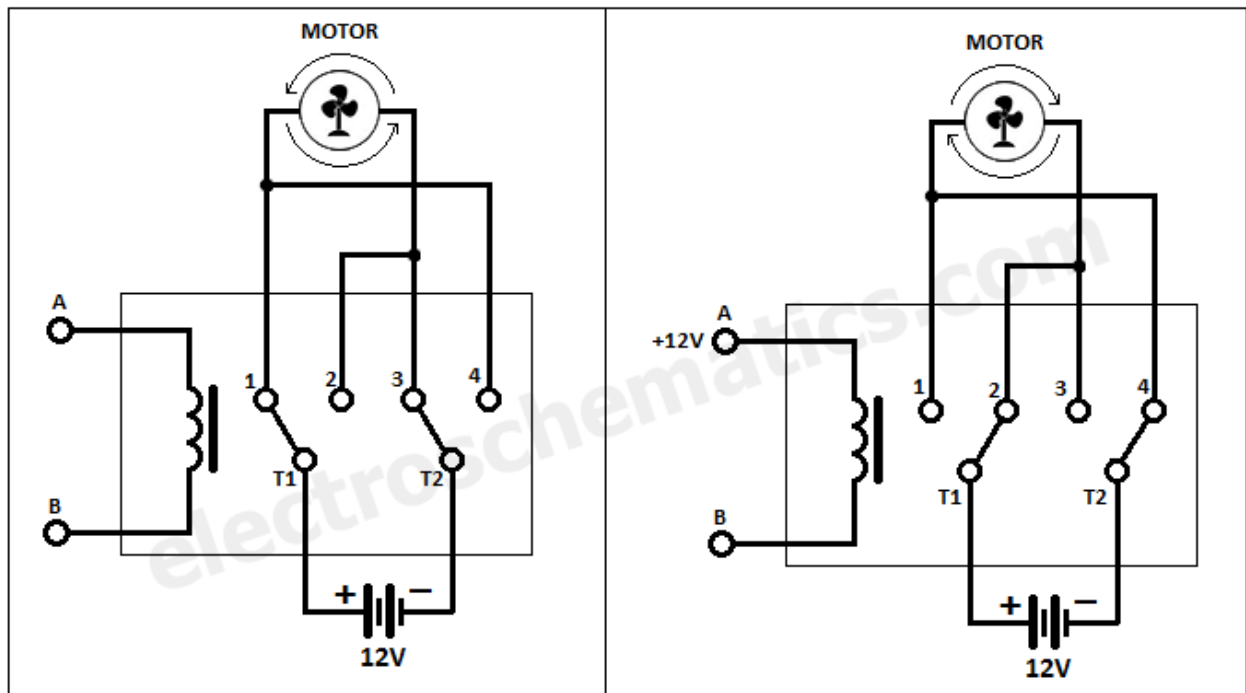 MOTOR
A
1 2 3 4
T1 T2
B
+ −
12V
MOTOR
A
+12V
1 2 3 4
T1 T2
B
+ −
12V
electroschematics.com